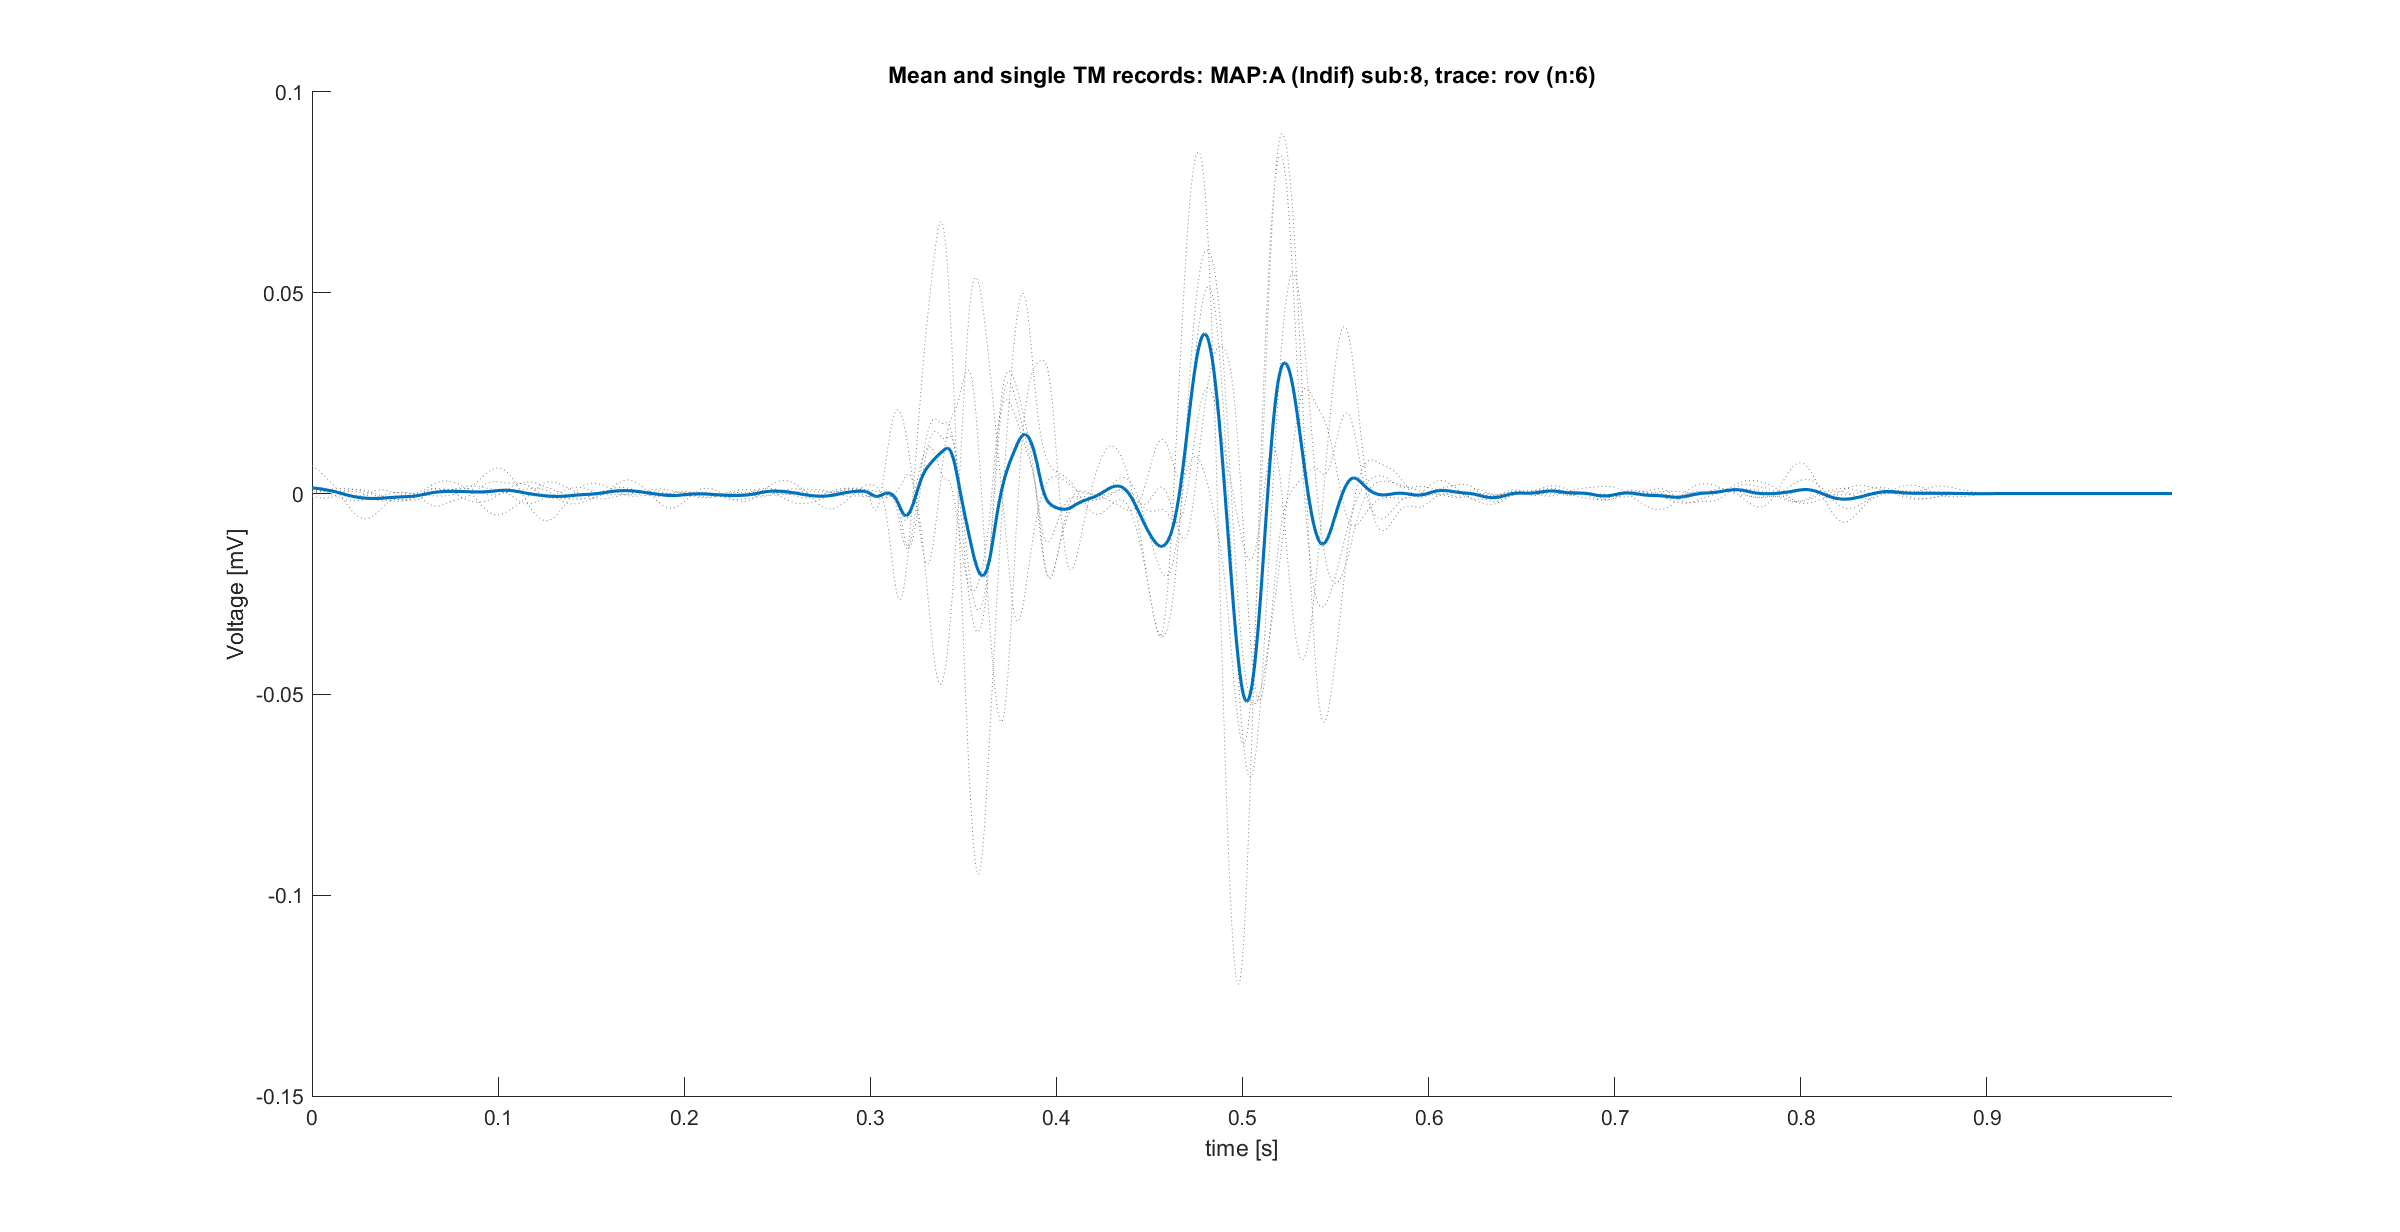 Mean and single TM records: MAP:A (Indif) sub:8, trace: rov (n:6)
0.1
0.05
0
-0.05
-0.1
-0.15
Voltage [mV]
0 0.1 0.2 0.3 0.4 0.5 0.6 0.7 0.8 0.9
time [s]